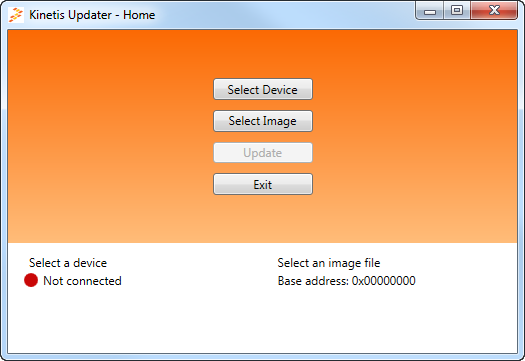 Kinetis Updater - Home
Select Device
Select Image
Update
Exit
Select a device
Not connected
Select an image file
Base address: 0x00000000